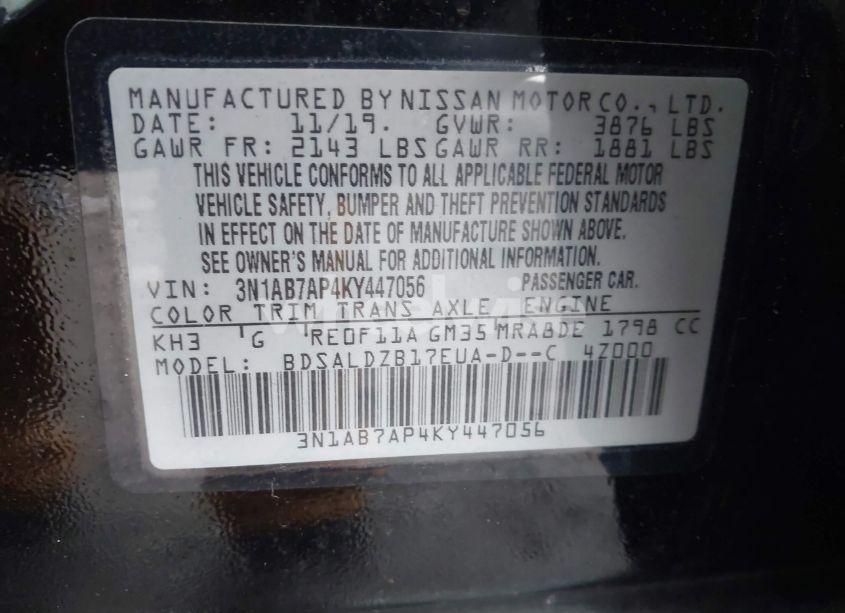 MANUFACTURED BY NISSAN MOTOR CO., LTD.
DATE: 11/19. GVWR: 3876 LBS
GAWR FR: 2143 LBS GAWR RR: 1881 LBS
THIS VEHICLE CONFORMS TO ALL APPLICABLE FEDERAL MOTOR
VEHICLE SAFETY, BUMPER AND THEFT PREVENTION STANDARDS
IN EFFECT ON THE DATE OF MANUFACTURE SHOWN ABOVE.
SEE OWNER'S MANUAL FOR ADDITIONAL INFORMATION.
VIN: 3N1AB7AP4KY447056 PASSENGER CAR.
COLOR TRIM TRANS AXLE ENGINE
KH3 G RE0F11A GM35 MRA8DE 1798 CC
MODEL: BDSALDZB17EUA-D--C 4Z000
3N1AB7AP4KY447056